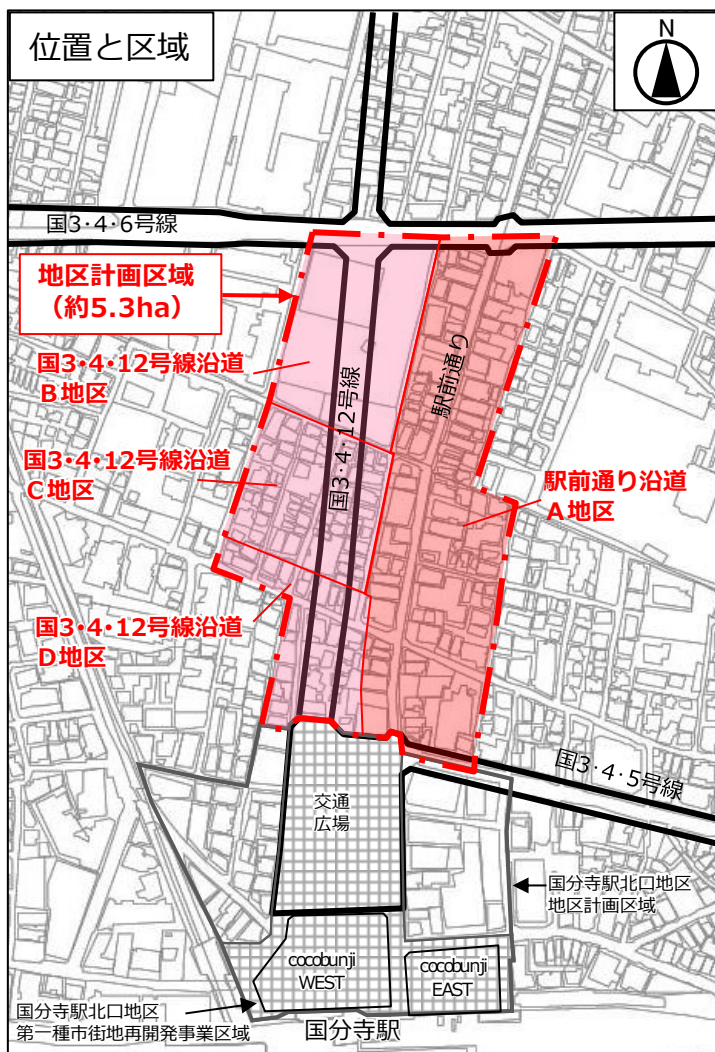 位置と区域
N
国3・4・6号線
地区計画区域
（約5.3ha）
国3・4・12号線沿道
B地区
駅前通り
国3・4・12号線
国3・4・12号線沿道
C地区
駅前通り沿道
A地区
国3・4・12号線沿道
D地区
国3・4・5号線
交通
広場
国分寺駅北口地区
地区計画区域
cocobunji
WEST
cocobunji
EAST
国分寺駅北口地区
第一種市街地再開発事業区域
国分寺駅